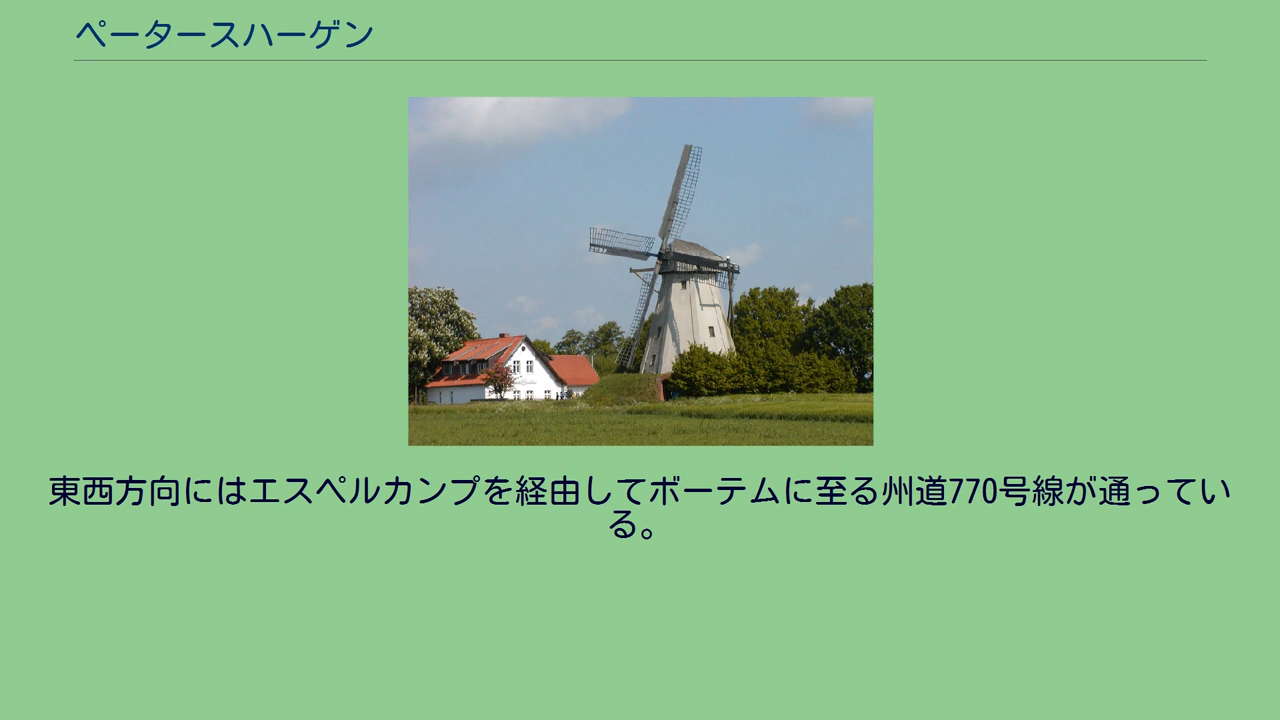 ペータースハーゲン
東西方向にはエスペルカンプを経由してボーテムに至る州道770号線が通ってい
る。